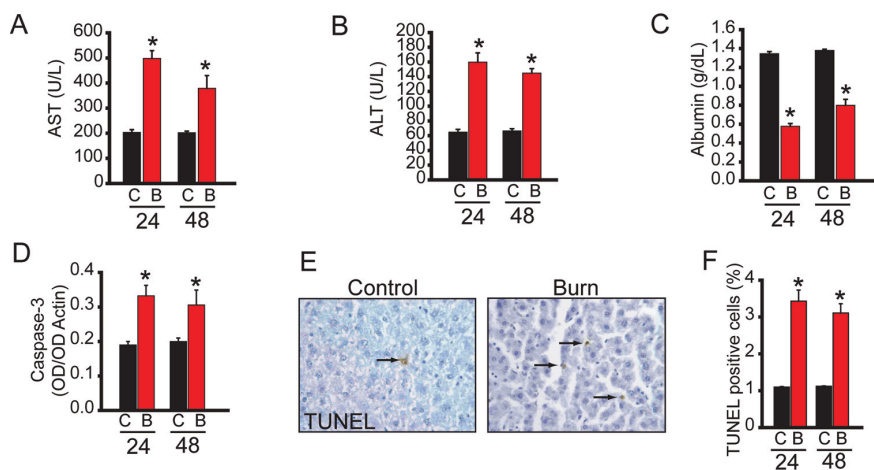 A
AST (U/L)
600
500
400
300
200
100
0
*
*
C B C B
24 48
B
ALT (U/L)
200
180
160
140
120
100
80
60
40
20
0
*
*
C B C B
24 48
C
Albumin (g/dL)
1.6
1.4
1.2
0.8
0.6
0.4
0.2
0
*
*
C B C B
24 48
D
Caspase-3
(OD/OD Actin)
0.4
0.3
0.2
0.1
0.0
*
*
C B C B
24 48
E
Control Burn
TUNEL
F
TUNEL positive cells (%)
4
3
2
1
0
*
*
C B C B
24 48